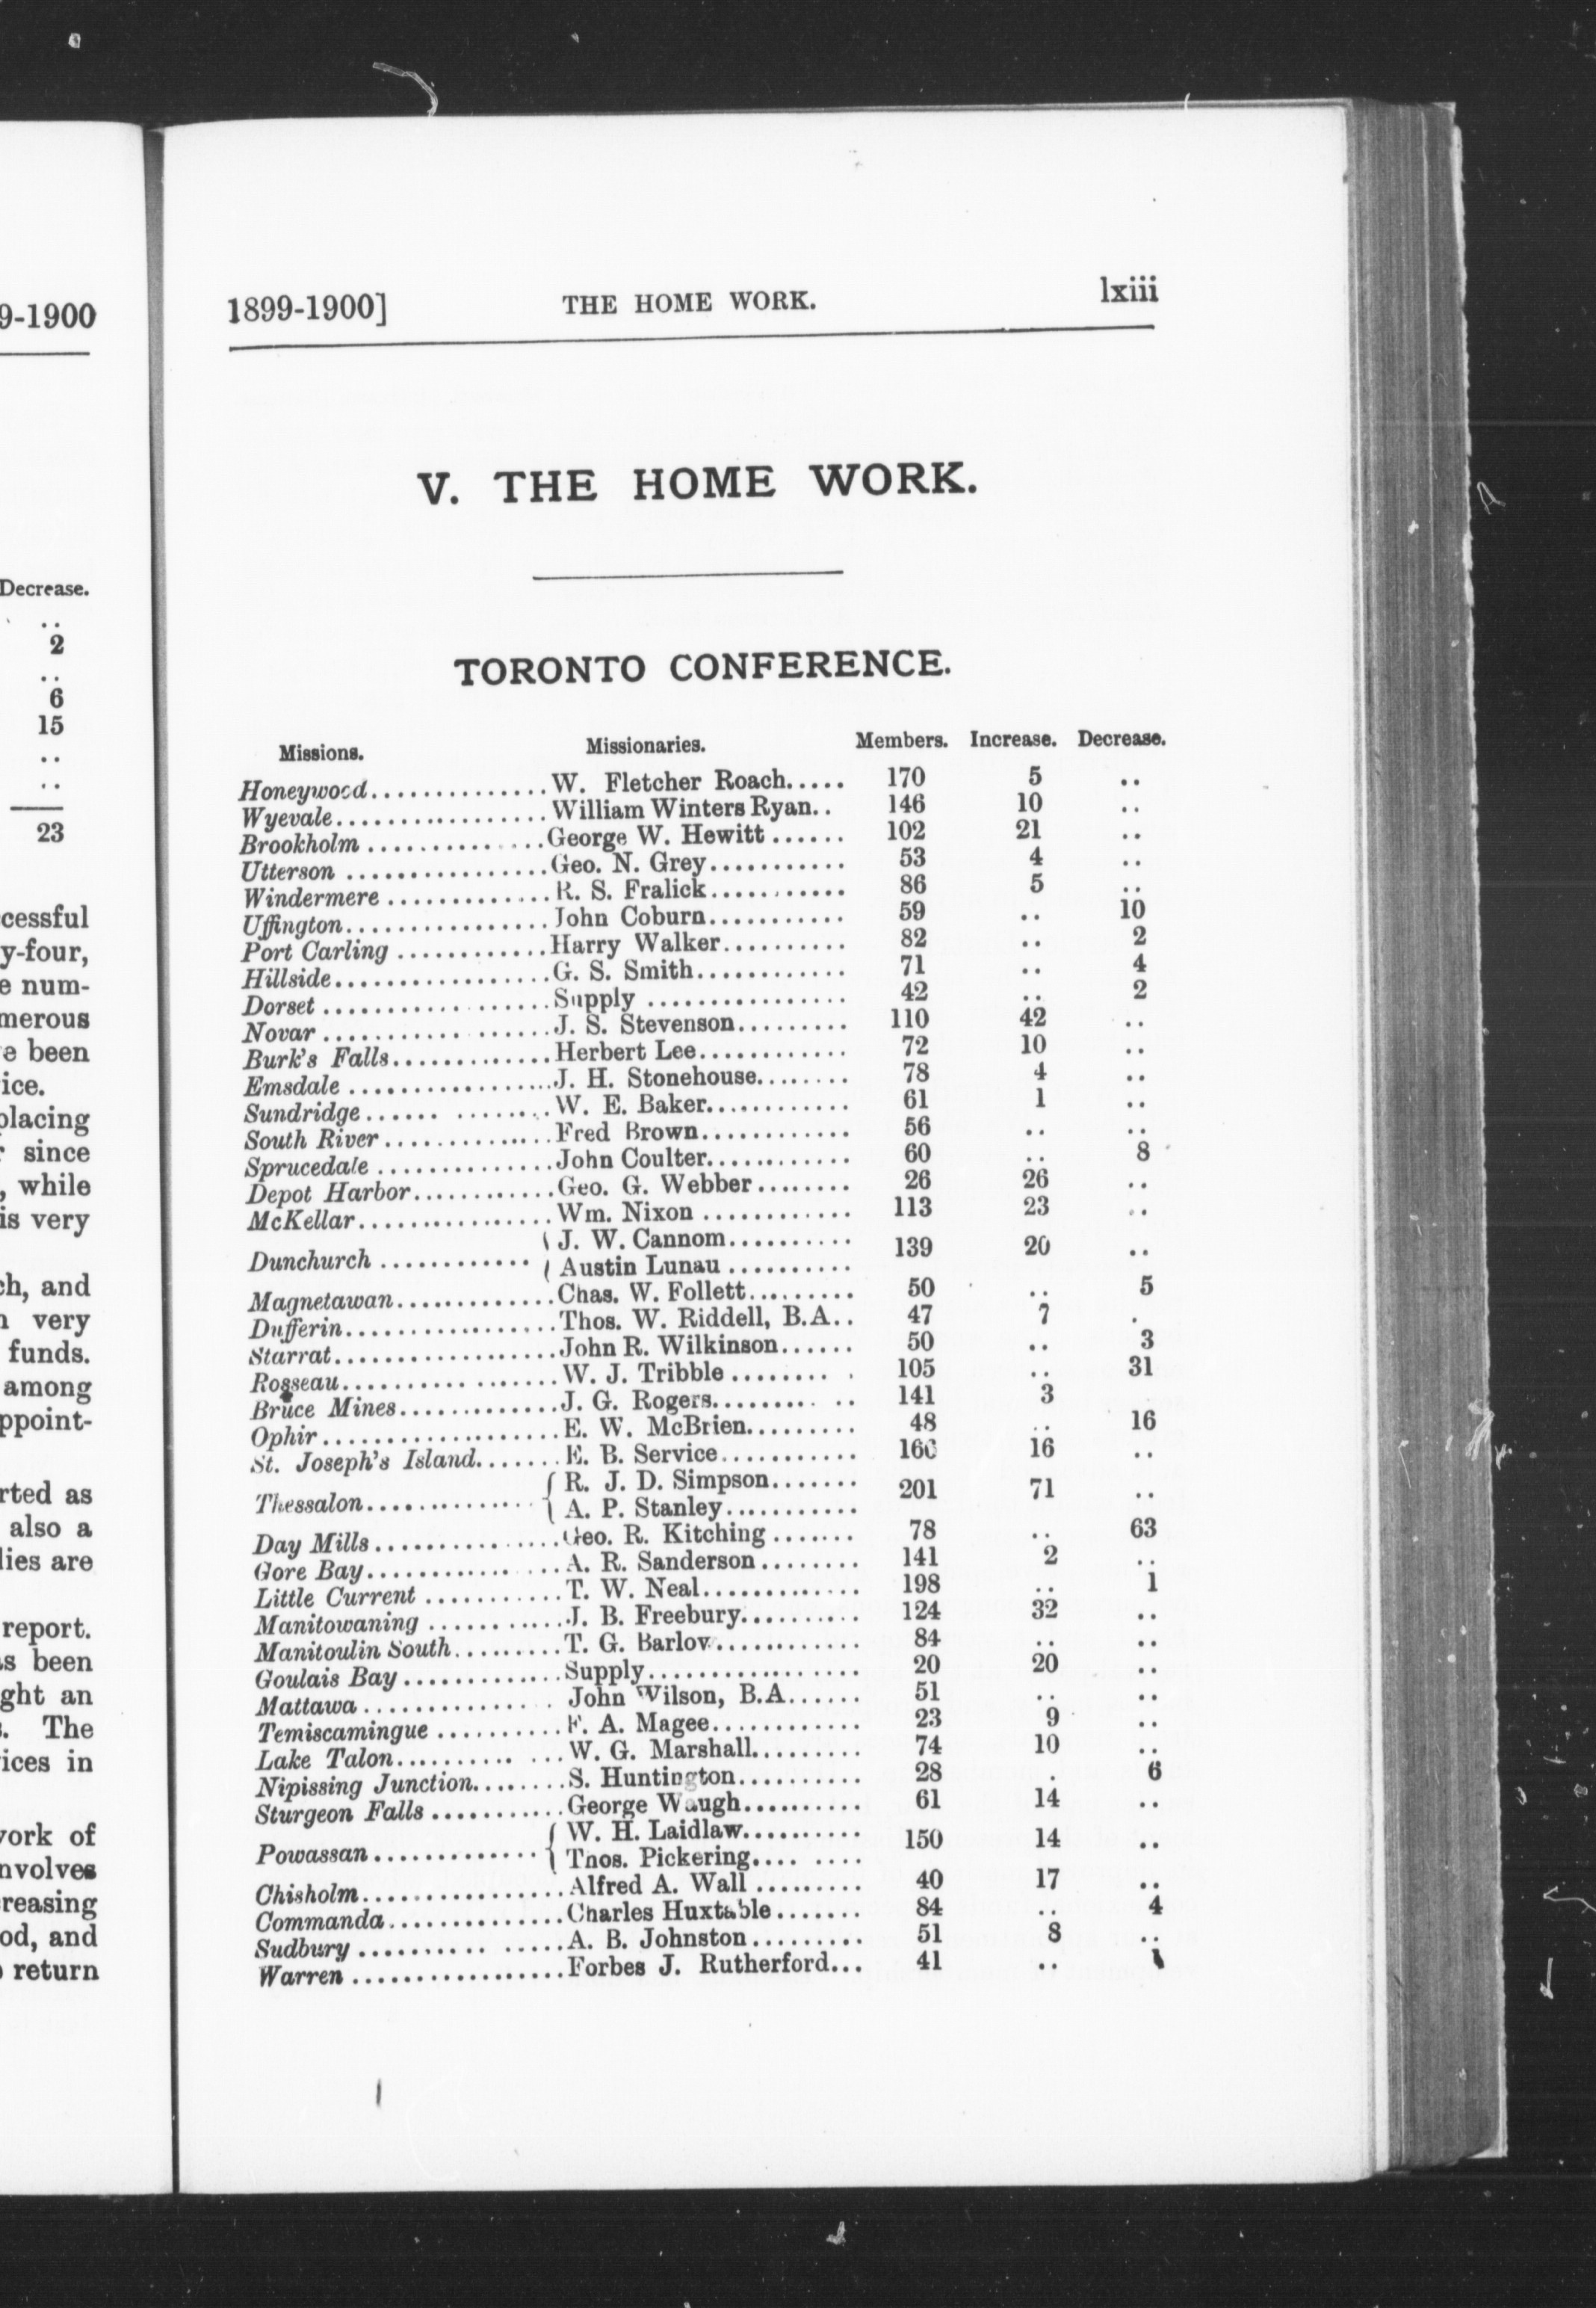 9-1900
Decrease.
..
2
..
6
15
..
..
23
cessful
y-four,
e num-
merous
e been
ice.
placing
r since
, while
is very
ch, and
n very
funds.
among
ppoint-
rted as
also a
lies are
report.
as been
ght an
s. The
ices in
work of
nvolves
creasing
od, and
o return
1899-1900] THE HOME WORK. lxiii
V. THE HOME WORK.
TORONTO CONFERENCE.
Missions. Missionaries. Members. Increase. Decrease.
Honeywood.............. W. Fletcher Roach..... 170 5 ..
Wyevale................. William Winters Ryan.. 146 10 ..
Brookholm .............. George W. Hewitt ...... 102 21 ..
Utterson ................ Geo. N. Grey........... 53 4 ..
Windermere ............. R. S. Fralick........... 86 5 ..
Uffington................ John Coburn........... 59 .. 10
Port Carling ............ Harry Walker.......... 82 .. 2
Hillside................. G. S. Smith............ 71 .. 4
Dorset .................. Supply ................ 42 .. 2
Novar .................. J. S. Stevenson......... 110 42 ..
Burk's Falls............. Herbert Lee............ 72 10 ..
Emsdale ................. J. H. Stonehouse........ 78 4 ..
Sundridge...... ......... W. E. Baker............ 61 1 ..
South River .............. Fred Brown............ 56 .. ..
Sprucedale .............. John Coulter............ 60 .. 8
Depot Harbor............ Geo. G. Webber........ 26 26 ..
McKellar................ Wm. Nixon ............ 113 23 ..
Dunchurch ............ { J. W. Cannom.......... 139 20 ..
{ Austin Lunau ..........
Magnetawan............. Chas. W. Follett......... 50 .. 5
Dufferin................. Thos. W. Riddell, B.A.. 47 7 .
Starrat.................. John R. Wilkinson...... 50 .. 3
Rosseau.......... ....... W. J. Tribble ........ . 105 .. 31
Bruce Mines............. J. G. Rogers......... .. 141 3
Ophir.................... E. W. McBrien......... 48 .. 16
St. Joseph's Island....... E. B. Service........... 16 ..
Thessalon.............. { R. J. D. Simpson....... 201 71 ..
{ A. P. Stanley...........
Day Mills............... Geo. R. Kitching ....... 78 .. 63
Gore Bay............ ... A. R. Sanderson........ 141 2 ..
Little Current ........... T. W. Neal............. 198 .. 1
Manitowaning ........... J. B. Freebury.......... 124 32 ..
Manitoulin South......... T. G. Barlow............ 84 .. ..
Goulais Bay ............. Supply................. 20 20 ..
Mattawa .............. . John Wilson, B.A...... 51 .. ..
Temiscamingue .......... F. A. Magee............ 23 9 ..
Lake Talon.......... ... W. G. Marshall......... 74 10 ..
Nipissing Junction........ S. Huntington.......... 28 . 6
Sturgeon Falls ........... George Waugh.......... 61 14 ..
Powassan .............. { W. H. Laidlaw.......... 150 14 ..
{ Thos. Pickering.... ....
Chisholm................ Alfred A. Wall ......... 40 17 ..
Commanda.............. Charles Huxtable....... 84 .. 4
Sudbury .......... ..... A. B. Johnston......... 51 8 ..
Warren ................. Forbes J. Rutherford... 41 ..